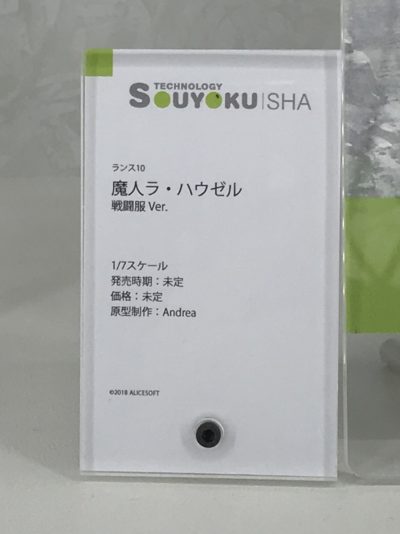 TECHNOLOGY
SOUYOKU|SHA
ランス10
魔人ラ・ハウゼル
戦闘服 Ver.
1/7スケール
発売時期：未定
価格：未定
原型制作：Andrea
©2018 ALICESOFT